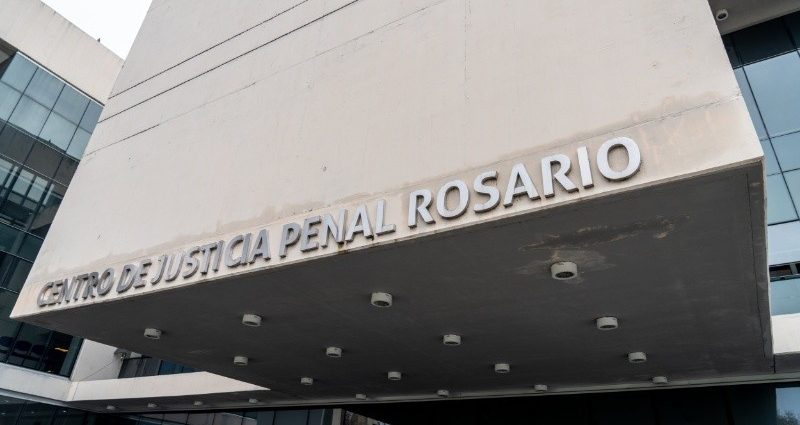 CENTRO DE JUSTICIA PENAL ROSARIO